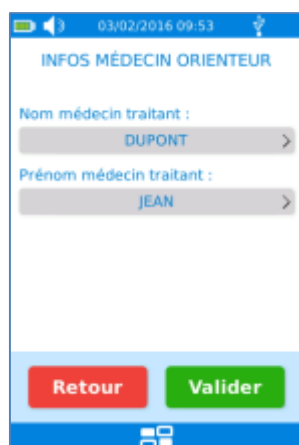 03/02/2016 09:53
INFOS MÉDECIN ORIENTEUR
Nom médecin traitant :
DUPONT
Prénom médecin traitant :
JEAN
Retour Valider